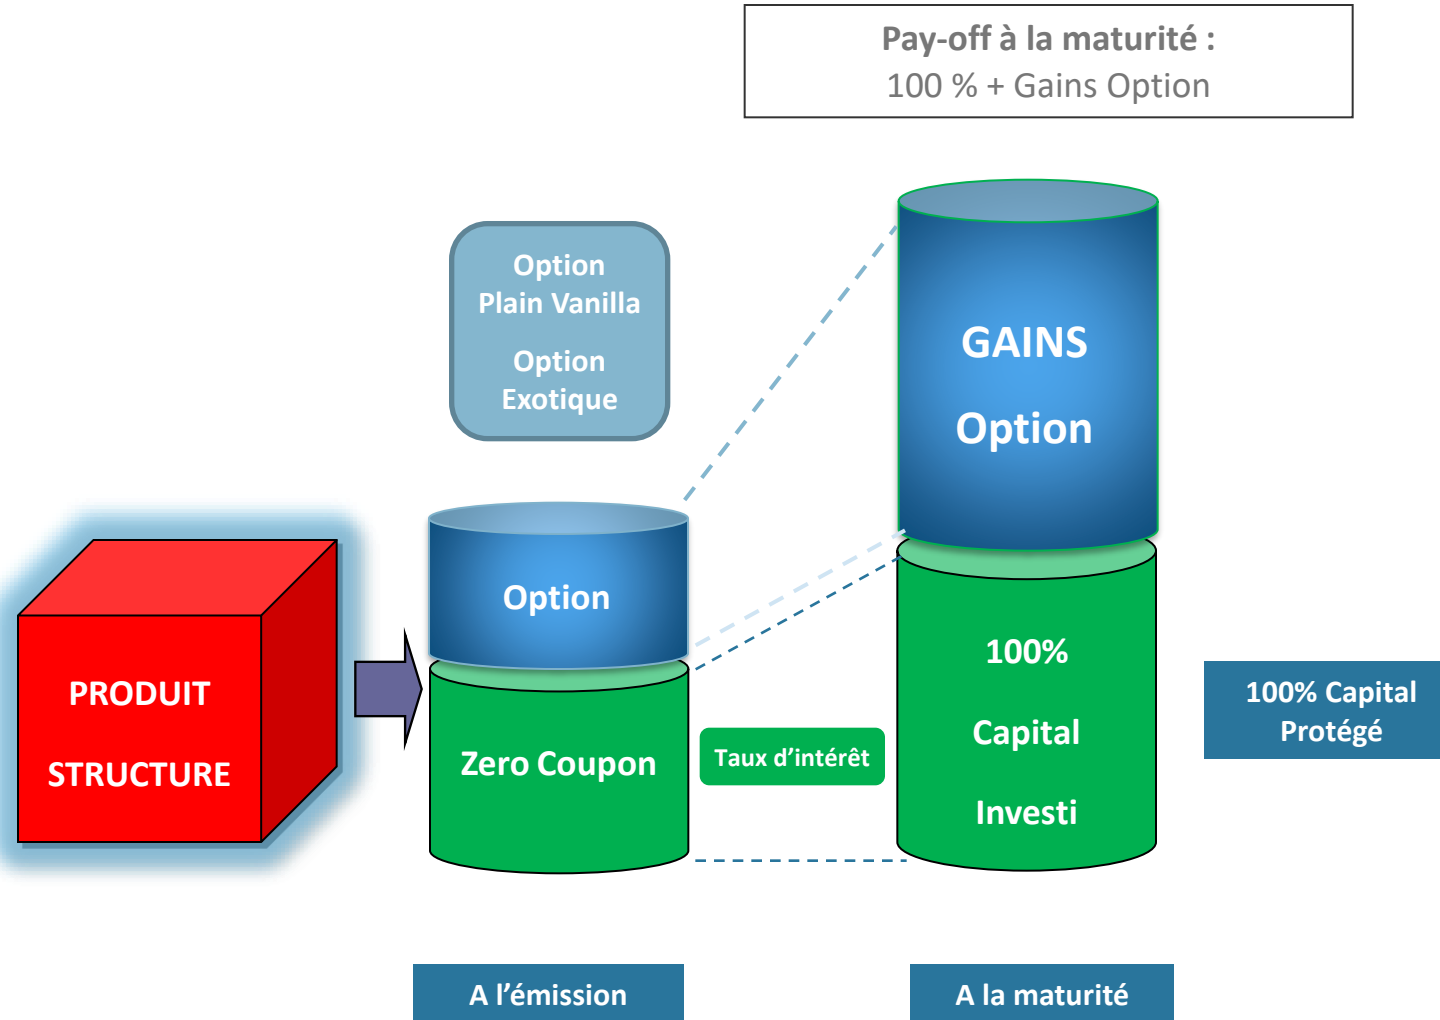 Pay-off à la maturité :
100 % + Gains Option
Option
Plain Vanilla
Option
Exotique
GAINS
Option
Option
PRODUIT
STRUCTURE
Zero Coupon
Taux d’intérêt
100%
Capital
Investi
100% Capital
Protégé
A l’émission
A la maturité